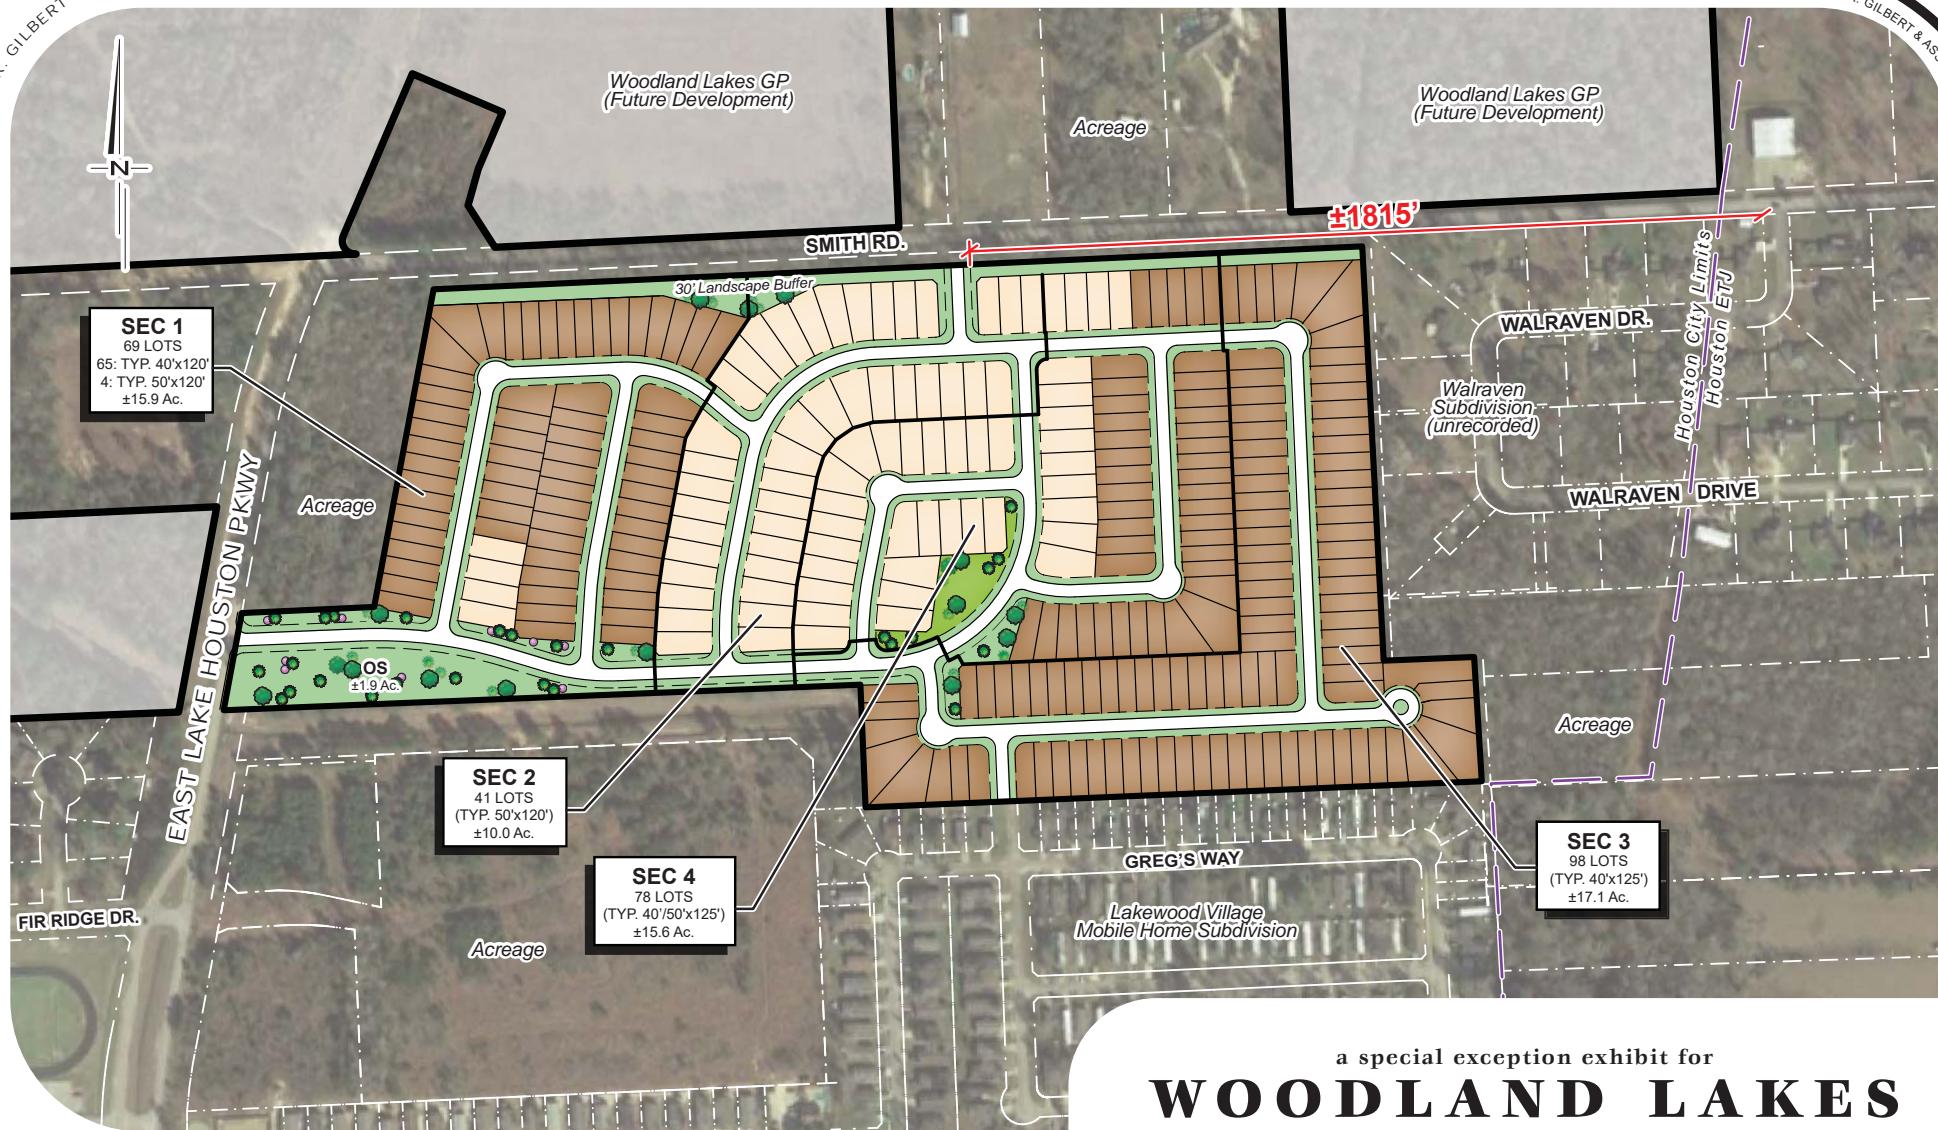 . GILBERT
. GILBERT & AS
Woodland Lakes GP
(Future Development)
Acreage
Woodland Lakes GP
(Future Development)
N
±1815'
SMITH RD.
30' Landscape Buffer
SEC 1
69 LOTS
65: TYP. 40'x120'
4: TYP. 50'x120'
±15.9 Ac.
WALRAVEN DR.
Houston City Limits
Houston ETJ
Walraven
Subdivision
(unrecorded)
Acreage
WALRAVEN DRIVE
EAST LAKE HOUSTON PKWY
OS
±1.9 Ac.
Acreage
SEC 2
41 LOTS
(TYP. 50'x120')
±10.0 Ac.
SEC 4
78 LOTS
(TYP. 40'/50'x125')
±15.6 Ac.
SEC 3
98 LOTS
(TYP. 40'x125')
±17.1 Ac.
GREG'S WAY
FIR RIDGE DR.
Acreage
Lakewood Village
Mobile Home Subdivision
a special exception exhibit for
WOODLAND LAKES